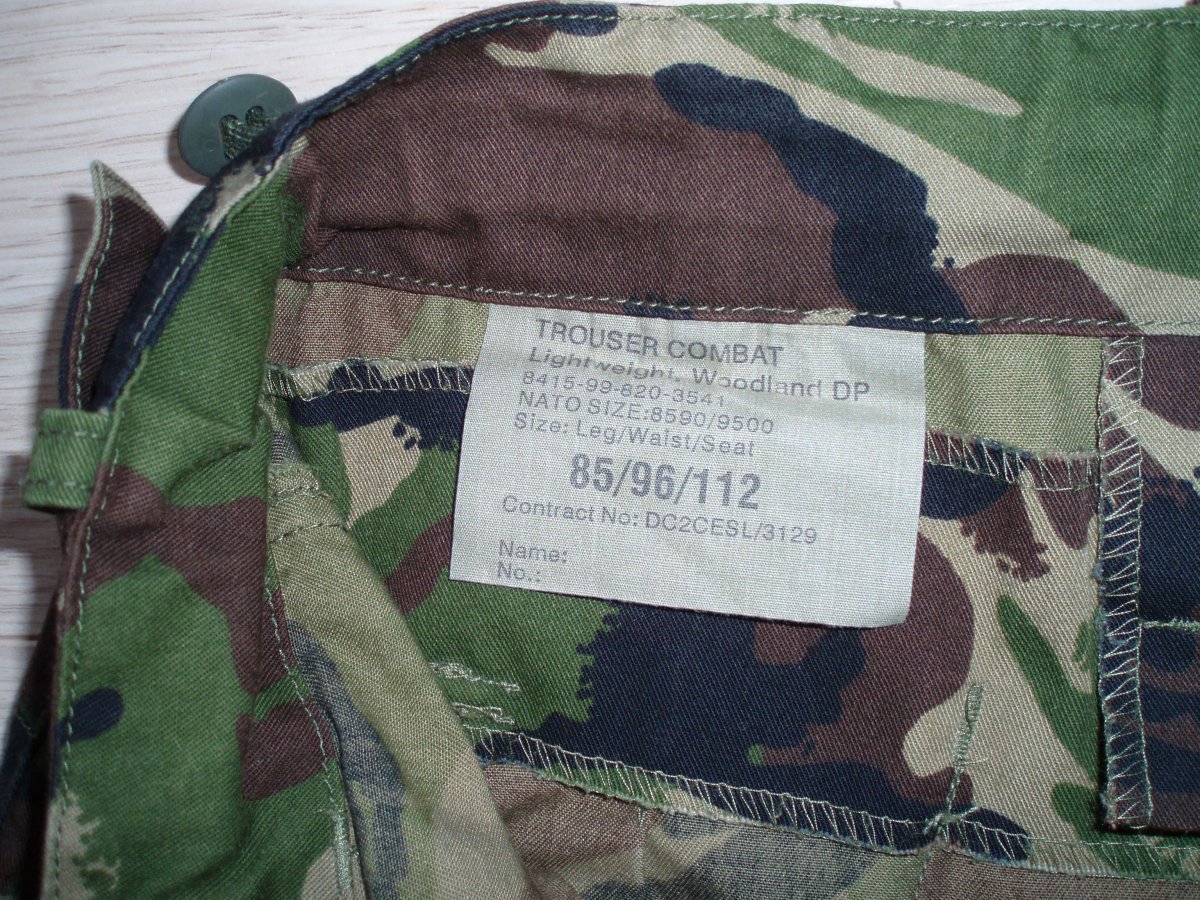 TROUSER COMBAT
Lightweight, Woodland DP
8415-99-820-3541
NATO SIZE:8590/9500
Size: Leg/Waist/Seat
85/96/112
Contract No: DC2CESL/3129
Name:
No.: